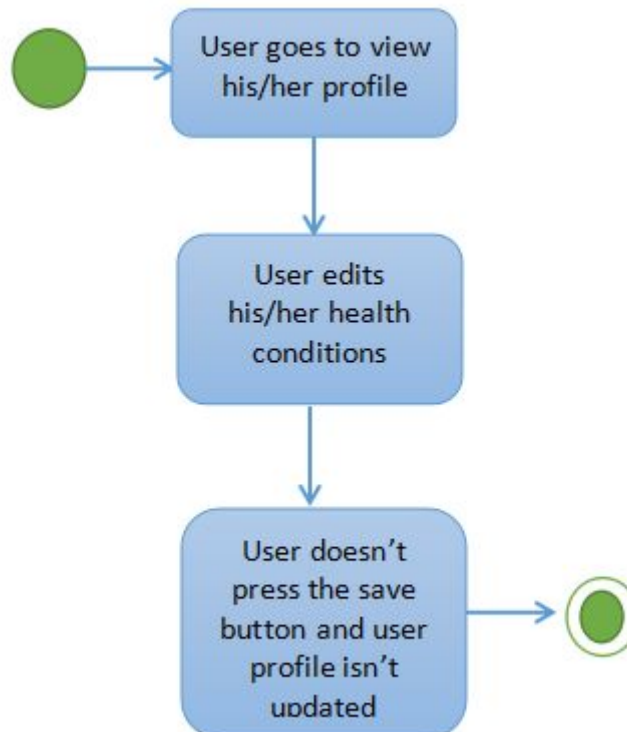 User goes to view
his/her profile
User edits
his/her health
conditions
User doesn't
press the save
button and user
profile isn't
updated